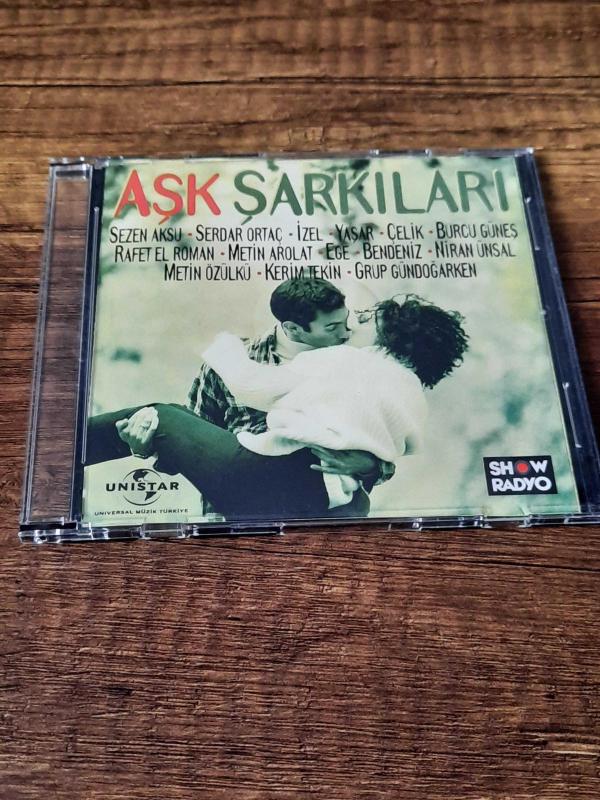 AŞK ŞARKILARI
SEZEN AKSU • SERDAR ORTAÇ • İZEL • YAŞAR • ÇELİK • BURCU GÜNEŞ
RAFET EL ROMAN • METİN AROLAT • EGE • BENDENİZ • NİRAN ÜNSAL
METİN ÖZÜLKÜ • KERİM TEKİN • GRUP GÜNDOĞARKEN
UNISTAR
UNIVERSAL MÜZİK TÜRKİYE
SHOW
RADYO